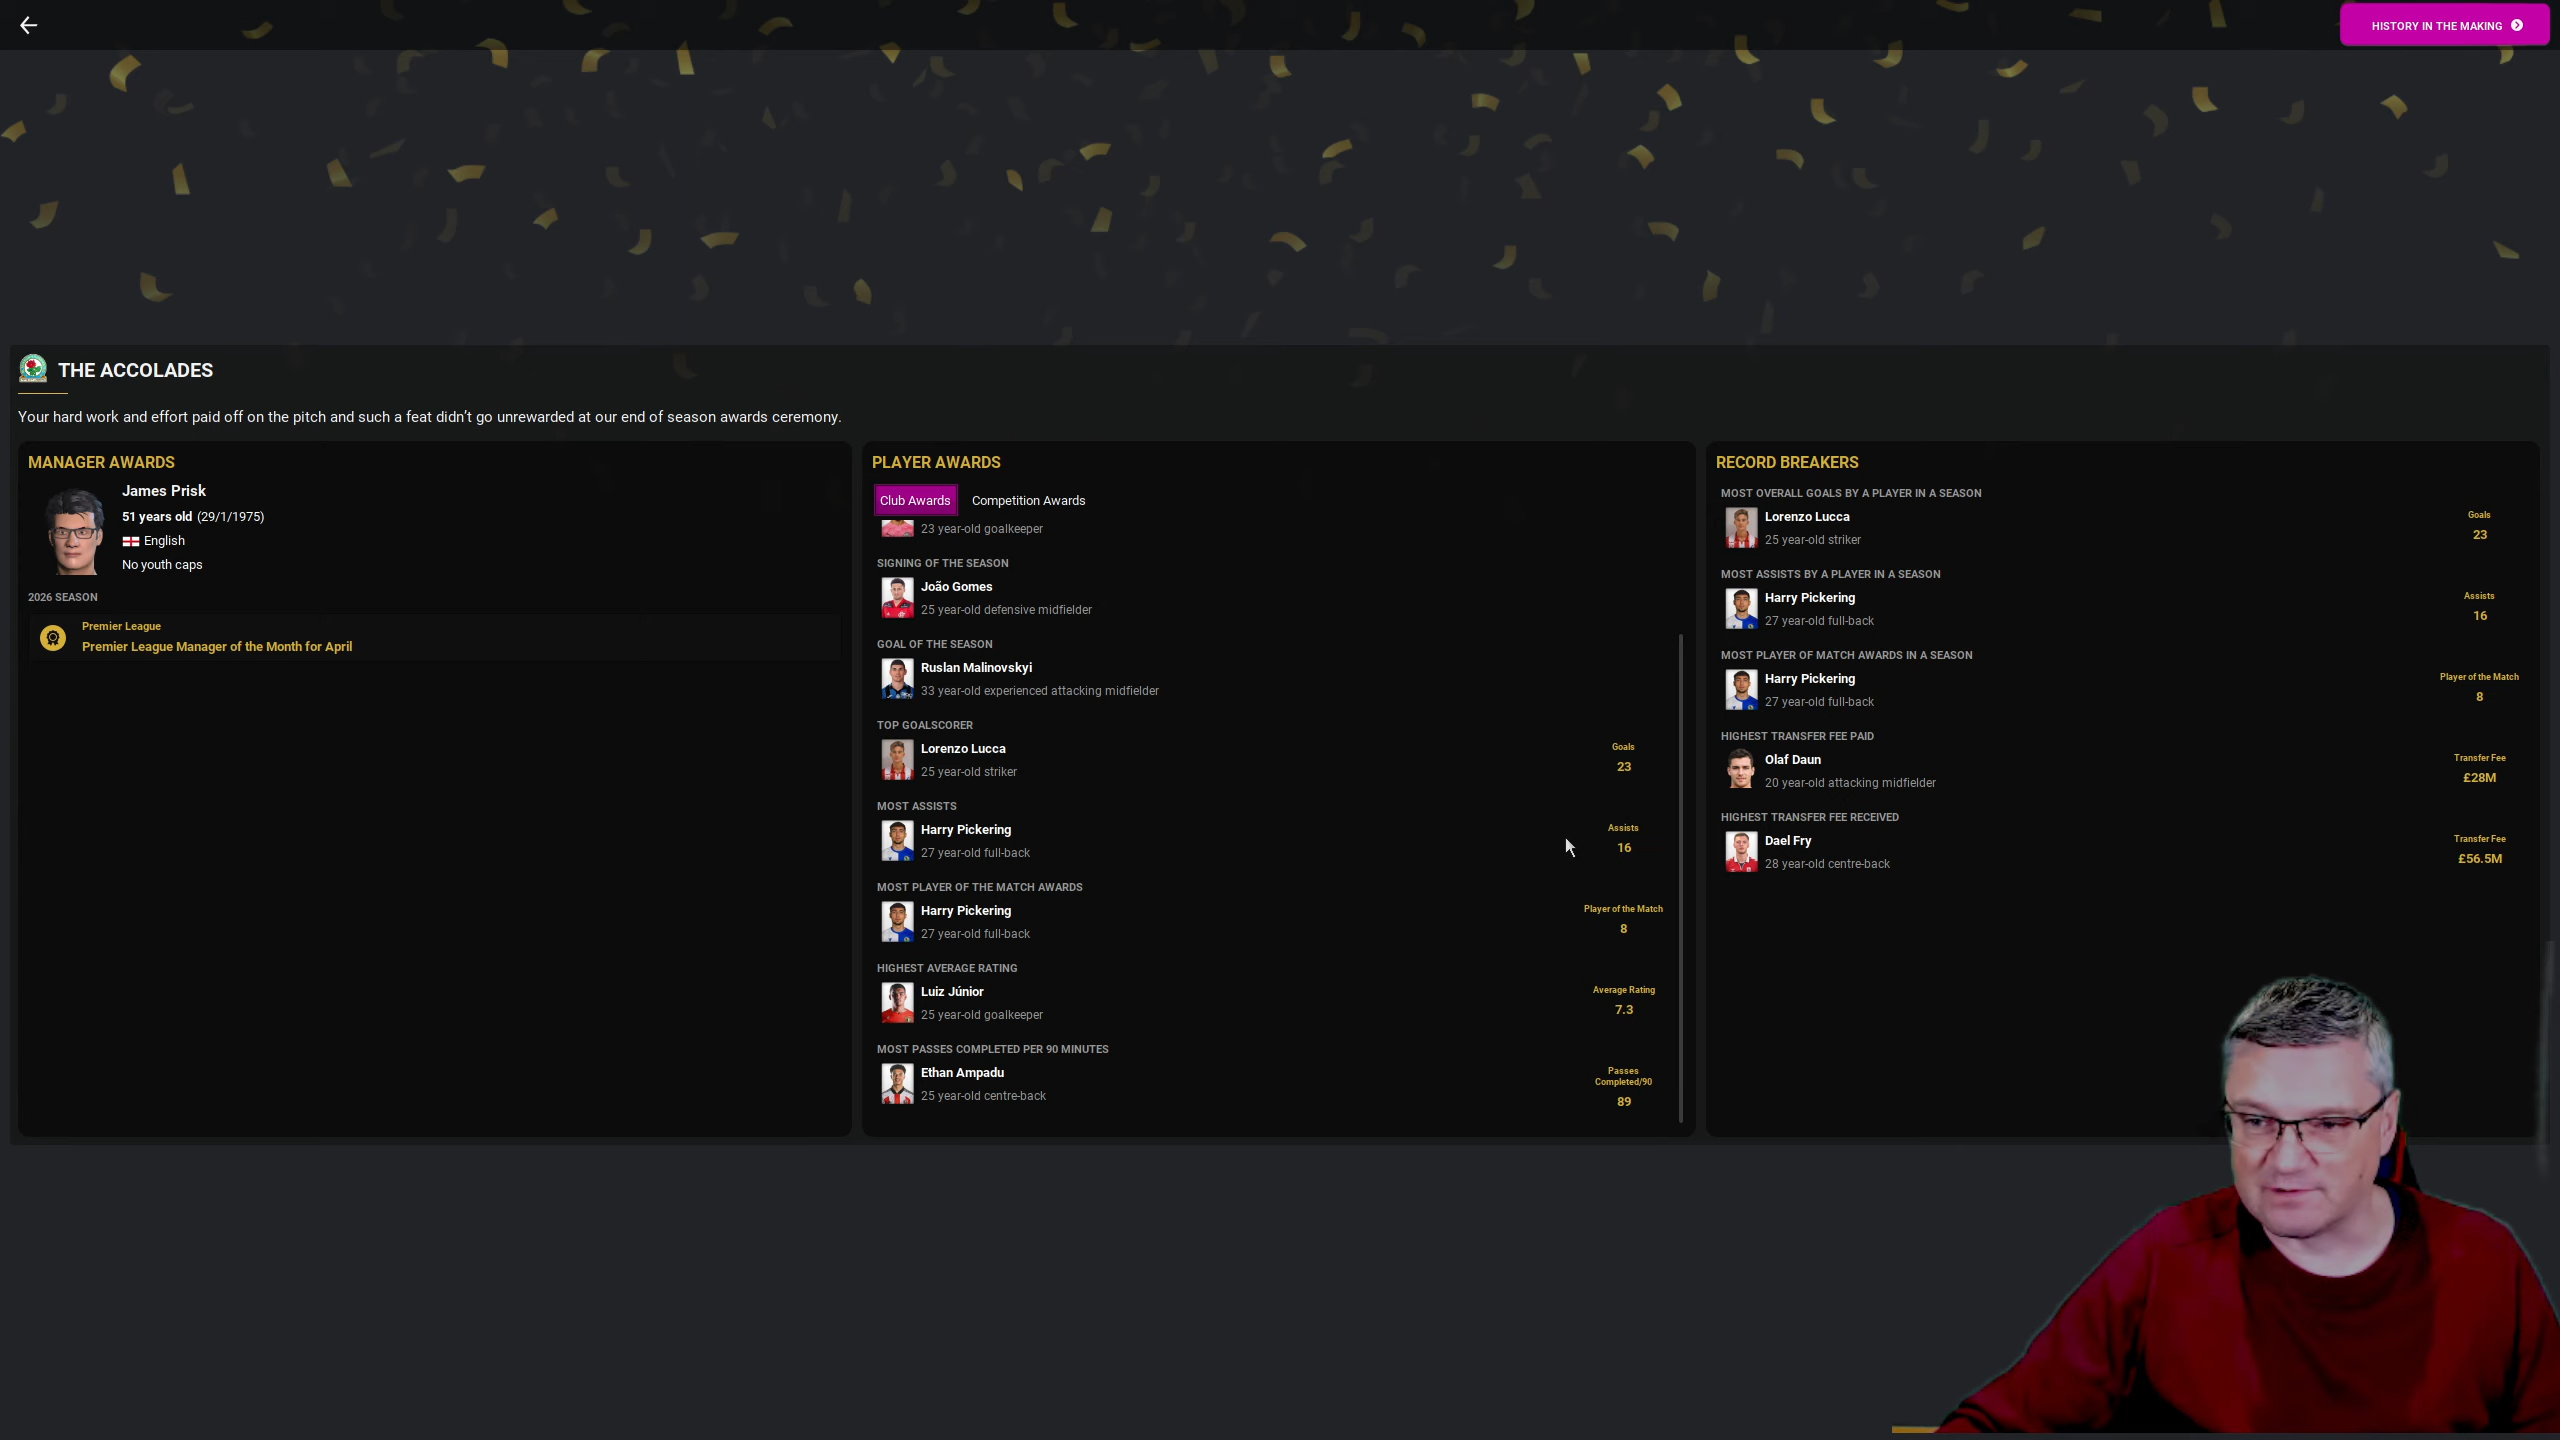 HISTORY IN THE MAKING
THE ACCOLADES
Your hard work and effort paid off on the pitch and such a feat didn't go unrewarded at our end of season awards ceremony.
MANAGER AWARDS
James Prisk
51 years old (29/1/1975)
English
No youth caps
2026 SEASON
Premier League
Premier League Manager of the Month for April
PLAYER AWARDS
Club Awards Competition Awards
23 year-old goalkeeper
SIGNING OF THE SEASON
João Gomes
25 year-old defensive midfielder
GOAL OF THE SEASON
Ruslan Malinovskyi
33 year-old experienced attacking midfielder
TOP GOALSCORER
Lorenzo Lucca
25 year-old striker
Goals
23
MOST ASSISTS
Harry Pickering
27 year-old full-back
Assists
16
MOST PLAYER OF THE MATCH AWARDS
Harry Pickering
27 year-old full-back
Player of the Match
8
HIGHEST AVERAGE RATING
Luiz Júnior
25 year-old goalkeeper
Average Rating
7.3
MOST PASSES COMPLETED PER 90 MINUTES
Ethan Ampadu
25 year-old centre-back
Passes
Completed/90
89
RECORD BREAKERS
MOST OVERALL GOALS BY A PLAYER IN A SEASON
Lorenzo Lucca
25 year-old striker
Goals
23
MOST ASSISTS BY A PLAYER IN A SEASON
Harry Pickering
27 year-old full-back
Assists
16
MOST PLAYER OF MATCH AWARDS IN A SEASON
Harry Pickering
27 year-old full-back
Player of the Match
8
HIGHEST TRANSFER FEE PAID
Olaf Daun
20 year-old attacking midfielder
Transfer Fee
£28M
HIGHEST TRANSFER FEE RECEIVED
Dael Fry
28 year-old centre-back
Transfer Fee
£56.5M